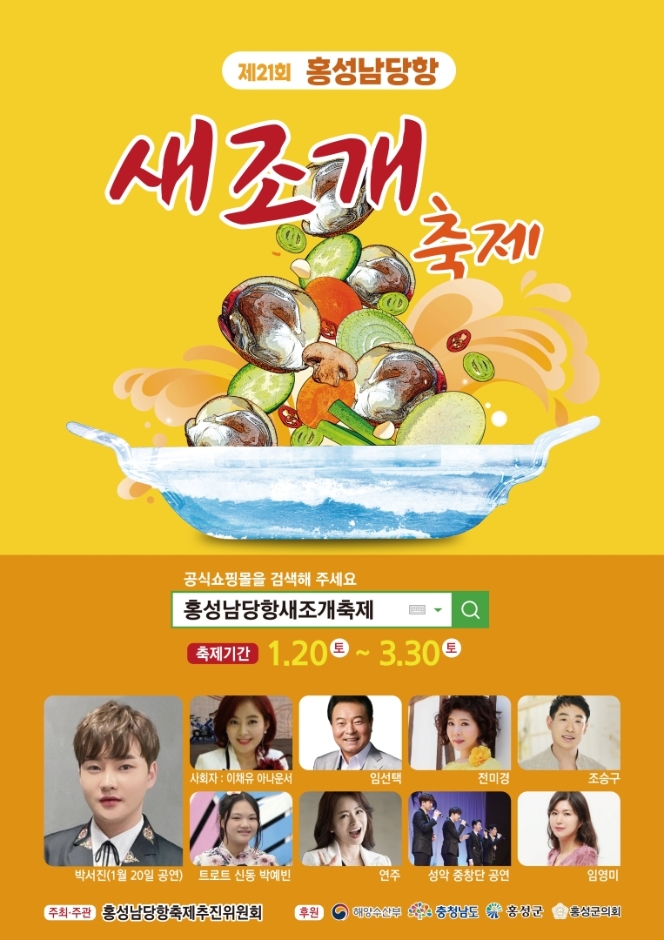 제21회 홍성남당항
새조개
축제
공식쇼핑몰을 검색해 주세요
홍성남당항새조개축제
축제기간 1.20 토 ~ 3.30 토
사회자 : 이채유 아나운서
임선택
전미경
조승구
박서진(1월 20일 공연)
트로트 신동 박예빈
연주
성악 중창단 공연
임영미
주최·주관 홍성남당항축제추진위원회
후원 해양수산부 충청남도 홍성군 홍성군의회